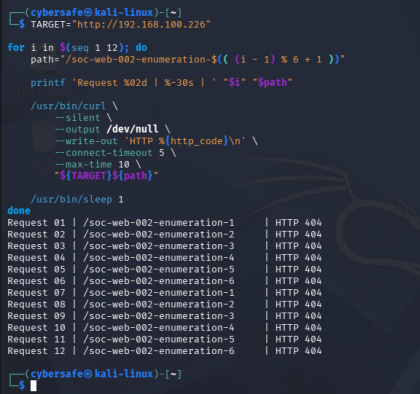 ┌──(cybersafe㉿kali-linux)-[~]
└─$ TARGET="http://192.168.100.226"
for i in $(seq 1 12); do
    path="/soc-web-002-enumeration-$(( (i - 1) % 6 + 1 ))"
    printf 'Request %02d | %-30s | ' "$i" "$path"
    /usr/bin/curl \
        --silent \
        --output /dev/null \
        --write-out 'HTTP %{http_code}\n' \
        --connect-timeout 5 \
        --max-time 10 \
        "${TARGET}${path}"
    /usr/bin/sleep 1
done
Request 01 | /soc-web-002-enumeration-1     | HTTP 404
Request 02 | /soc-web-002-enumeration-2     | HTTP 404
Request 03 | /soc-web-002-enumeration-3     | HTTP 404
Request 04 | /soc-web-002-enumeration-4     | HTTP 404
Request 05 | /soc-web-002-enumeration-5     | HTTP 404
Request 06 | /soc-web-002-enumeration-6     | HTTP 404
Request 07 | /soc-web-002-enumeration-1     | HTTP 404
Request 08 | /soc-web-002-enumeration-2     | HTTP 404
Request 09 | /soc-web-002-enumeration-3     | HTTP 404
Request 10 | /soc-web-002-enumeration-4     | HTTP 404
Request 11 | /soc-web-002-enumeration-5     | HTTP 404
Request 12 | /soc-web-002-enumeration-6     | HTTP 404
┌──(cybersafe㉿kali-linux)-[~]
└─$